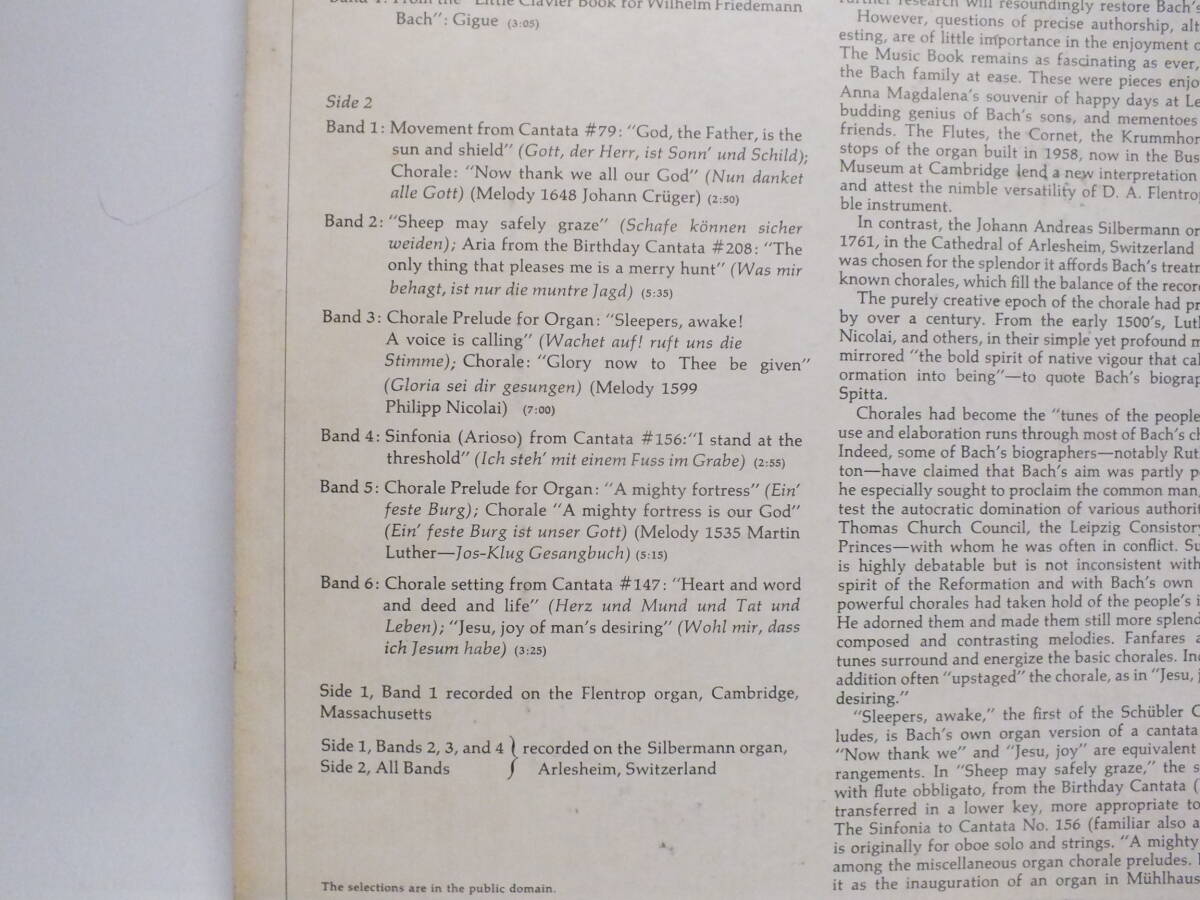 Band 4: From the "Little Clavier Book for Wilhelm Friedemann
Bach": Gigue (3:05)
Side 2
Band 1: Movement from Cantata #79: "God, the Father, is the
sun and shield" (Gott, der Herr, ist Sonn' und Schild);
Chorale: "Now thank we all our God" (Nun danket
alle Gott) (Melody 1648 Johann Crüger) (2:50)
Band 2: "Sheep may safely graze" (Schafe können sicher
weiden); Aria from the Birthday Cantata #208: "The
only thing that pleases me is a merry hunt" (Was mir
behagt, ist nur die muntre Jagd) (5:35)
Band 3: Chorale Prelude for Organ: "Sleepers, awake!
A voice is calling" (Wachet auf! ruft uns die
Stimme); Chorale: "Glory now to Thee be given"
(Gloria sei dir gesungen) (Melody 1599
Philipp Nicolai) (7:00)
Band 4: Sinfonia (Arioso) from Cantata #156:"I stand at the
threshold" (Ich steh' mit einem Fuss im Grabe) (2:55)
Band 5: Chorale Prelude for Organ: "A mighty fortress" (Ein'
feste Burg); Chorale "A mighty fortress is our God"
(Ein' feste Burg ist unser Gott) (Melody 1535 Martin
Luther—Jos-Klug Gesangbuch) (5:15)
Band 6: Chorale setting from Cantata #147: "Heart and word
and deed and life" (Herz und Mund und Tat und
Leben); "Jesu, joy of man's desiring" (Wohl mir, dass
ich Jesum habe) (3:25)
Side 1, Band 1 recorded on the Flentrop organ, Cambridge,
Massachusetts
Side 1, Bands 2, 3, and 4 } recorded on the Silbermann organ,
Side 2, All Bands Arlesheim, Switzerland
The selections are in the public domain.
further research will resoundingly restore Bach's
However, questions of precise authorship, alt
esting, are of little importance in the enjoyment o
The Music Book remains as fascinating as ever,
the Bach family at ease. These were pieces enjo
Anna Magdalena's souvenir of happy days at Le
budding genius of Bach's sons, and mementoes
friends. The Flutes, the Cornet, the Krummhor
stops of the organ built in 1958, now in the Bus
Museum at Cambridge lend a new interpretation
and attest the nimble versatility of D. A. Flentrop
ble instrument.
In contrast, the Johann Andreas Silbermann or
1761, in the Cathedral of Arlesheim, Switzerland
was chosen for the splendor it affords Bach's treatm
known chorales, which fill the balance of the record
The purely creative epoch of the chorale had pr
by over a century. From the early 1500's, Luth
Nicolai, and others, in their simple yet profound m
mirrored "the bold spirit of native vigour that cal
ormation into being"—to quote Bach's biograp
Spitta.
Chorales had become the "tunes of the people
use and elaboration runs through most of Bach's ch
Indeed, some of Bach's biographers—notably Rut
ton—have claimed that Bach's aim was partly p
he especially sought to proclaim the common man
test the autocratic domination of various authorit
Thomas Church Council, the Leipzig Consistory
Princes—with whom he was often in conflict. Su
is highly debatable but is not inconsistent with
spirit of the Reformation and with Bach's own
powerful chorales had taken hold of the people's i
He adorned them and made them still more splend
composed and contrasting melodies. Fanfares a
tunes surround and energize the basic chorales. Ind
addition often "upstaged" the chorale, as in "Jesu, j
desiring."
"Sleepers, awake," the first of the Schübler C
ludes, is Bach's own organ version of a cantata
"Now thank we" and "Jesu, joy" are equivalent
rangements. In "Sheep may safely graze," the s
with flute obbligato, from the Birthday Cantata (
transferred in a lower key, more appropriate to
The Sinfonia to Cantata No. 156 (familiar also a
is originally for oboe solo and strings. "A mighty
among the miscellaneous organ chorale preludes.
it as the inauguration of an organ in Mühlhaus